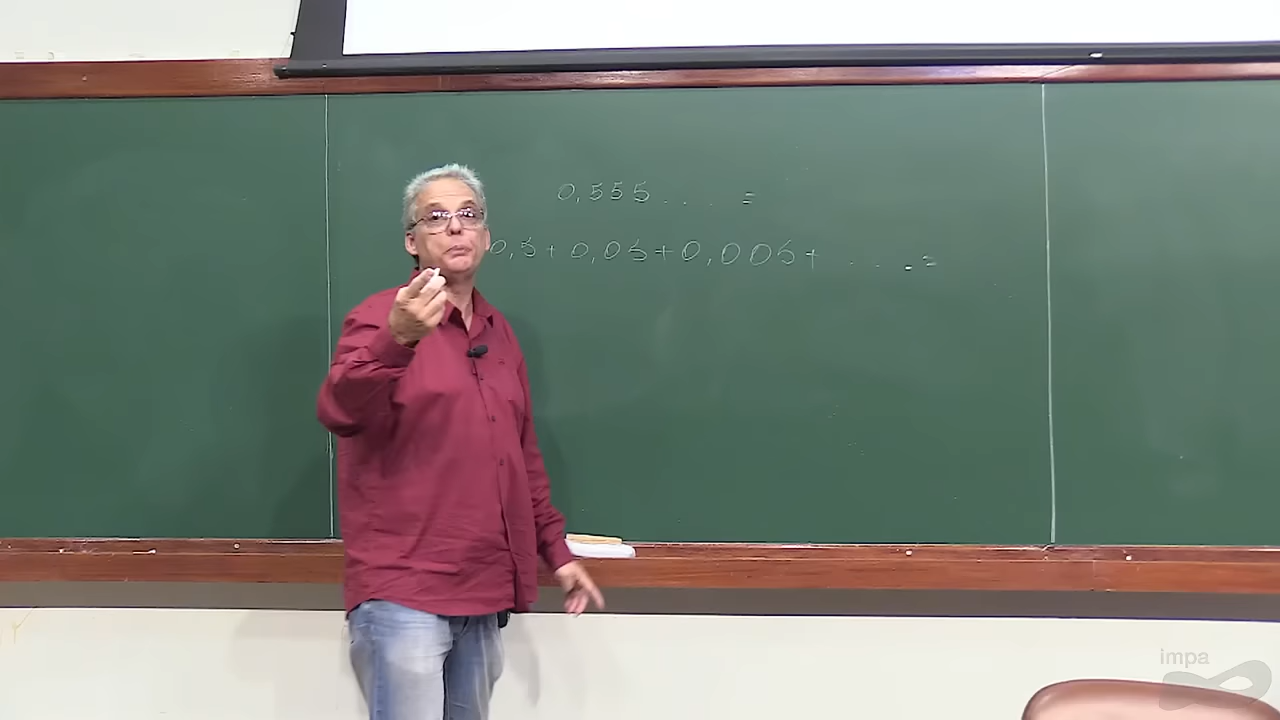 0,555.... =
0,5+0,05+0,005+ ....=
impa